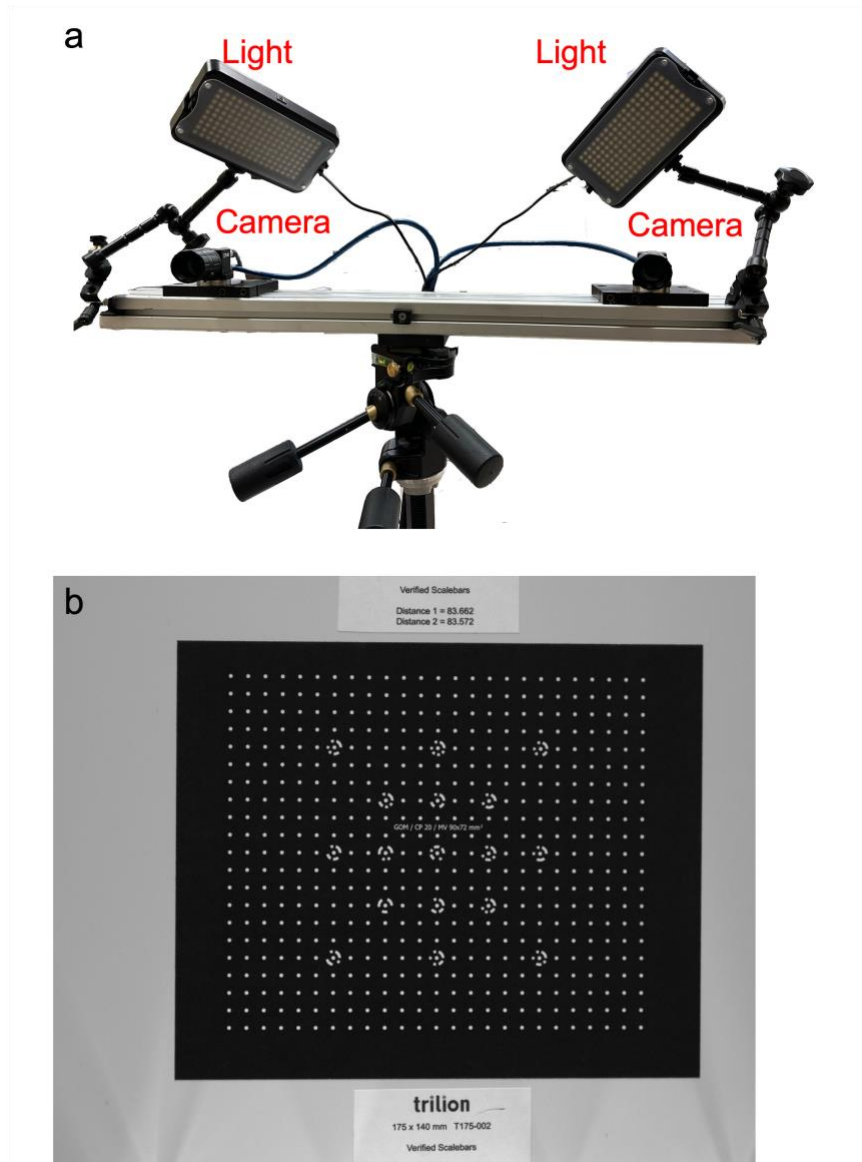 a
Light
Light
Camera
Camera
b
Verified Scalebars
Distance 1 = 83.662
Distance 2 = 83.572
GOM / CP 20 / MV 90x72 mm²
trilion
175 x 140 mm T175-002
Verified Scalebars